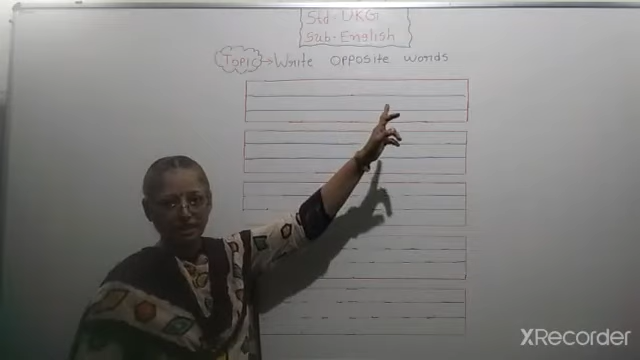 Std - UKG
Sub - English
Topic → Write Opposite Words
XRecorder